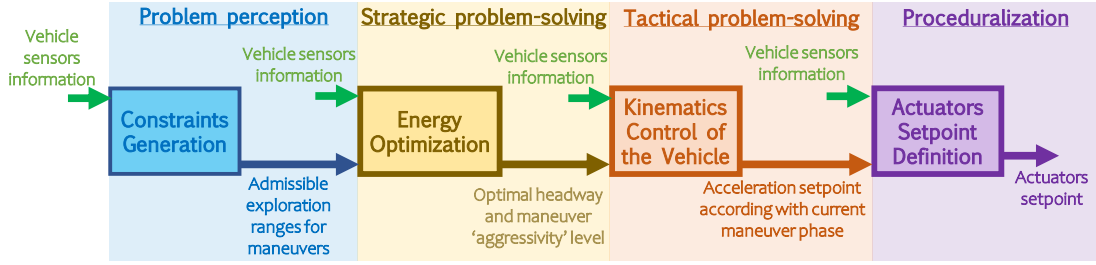 Problem perception
Strategic problem-solving
Tactical problem-solving
Proceduralization
Vehicle
sensors
information
Constraints
Generation
Admissible
exploration
ranges for
maneuvers
Vehicle sensors
information
Energy
Optimization
Optimal headway
and maneuver
‘aggressivity’ level
Vehicle sensors
information
Kinematics
Control of
the Vehicle
Acceleration setpoint
according with current
maneuver phase
Vehicle sensors
information
Actuators
Setpoint
Definition
Actuators
setpoint